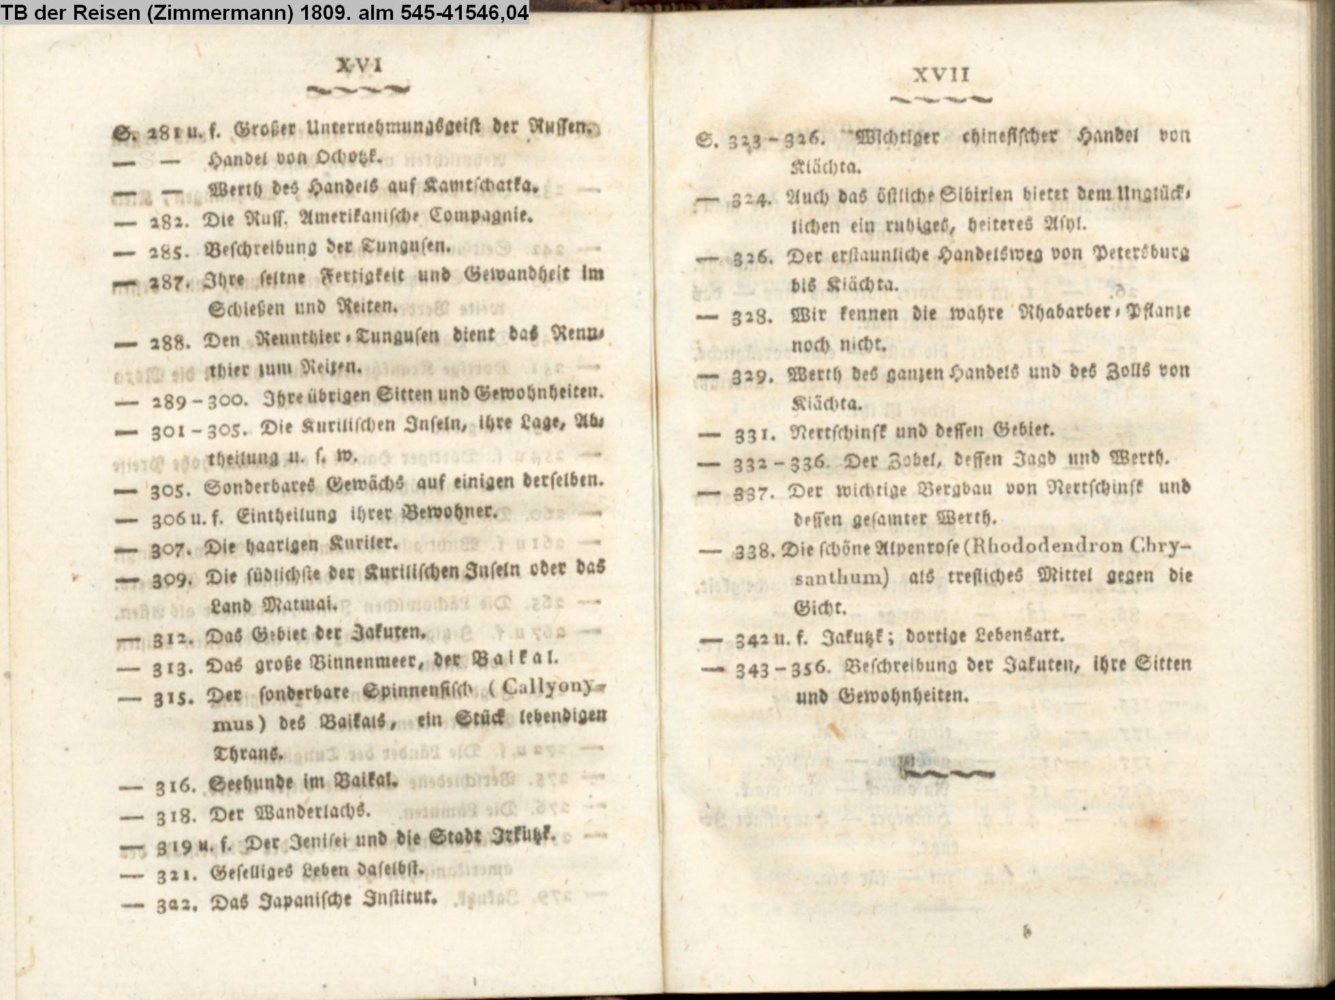 TB der Reisen (Zimmermann) 1809. alm 545-41546,04
XVI
S. 281 u. f. Großer Unternehmungsgeist der Russen.
— — Handel von Ochotzk.
— — Werth des Handels auf Kamtschatka.
— 282. Die Russ. Amerikanische Compagnie.
— 285. Beschreibung der Tungusen.
— 287. Ihre seltne Fertigkeit und Gewandheit im
Schießen und Reiten.
— 288. Den Rennthier-Tungusen dient das Renn-
thier zum Reiten.
— 289-300. Ihre übrigen Sitten und Gewohnheiten.
— 301-305. Die Kurilischen Inseln, ihre Lage, Ab-
theilung u. s. w.
— 305. Sonderbares Gewächs auf einigen derselben.
— 306 u. f. Eintheilung ihrer Bewohner.
— 307. Die haarigen Kuriler.
— 309. Die südlichste der Kurilischen Inseln oder das
Land Matmai.
— 312. Das Gebiet der Jakuten.
— 313. Das große Binnenmeer, der Baikal.
— 315. Der sonderbare Spinnenfisch (Callyony-
mus) des Baikals, ein Stück lebendigen
Thrans.
— 316. Seehunde im Baikal.
— 318. Der Wanderlachs.
— 319 u. f. Der Jenisei und die Stadt Irkutzk.
— 321. Geselliges Leben daselbst.
— 322. Das Japanische Institut.
XVII
S. 323-326. Wichtiger chinesischer Handel von
Kiächta.
— 324. Auch das östliche Sibirien bietet dem Unglück-
lichen ein ruhiges, heiteres Asyl.
— 326. Der erstaunliche Handelsweg von Petersburg
bis Kiächta.
— 328. Wir kennen die wahre Rhabarber-Pflanze
noch nicht.
— 329. Werth des ganzen Handels und des Zolls von
Kiächta.
— 331. Nertschinsk und dessen Gebiet.
— 332-336. Der Zobel, dessen Jagd und Werth.
— 337. Der wichtige Bergbau von Nertschinsk und
dessen gesamter Werth.
— 338. Die schöne Alpenrose (Rhododendron Chry-
santhum) als trefliches Mittel gegen die
Gicht.
— 342 u. f. Jakutzk; dortige Lebensart.
— 343-356. Beschreibung der Jakuten, ihre Sitten
und Gewohnheiten.
b